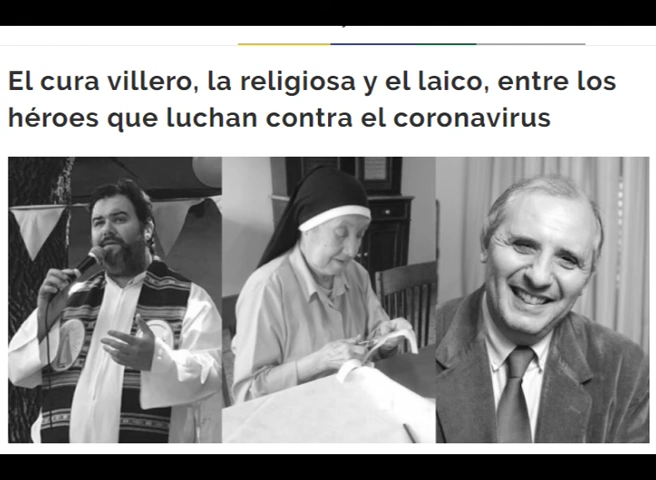 El cura villero, la religiosa y el laico, entre los
héroes que luchan contra el coronavirus